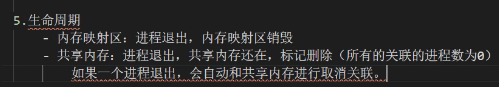 5.生命周期
- 内存映射区：进程退出，内存映射区销毁
- 共享内存：进程退出，共享内存还在，标记删除（所有的关联的进程数为0）
如果一个进程退出，会自动和共享内存进行取消关联。